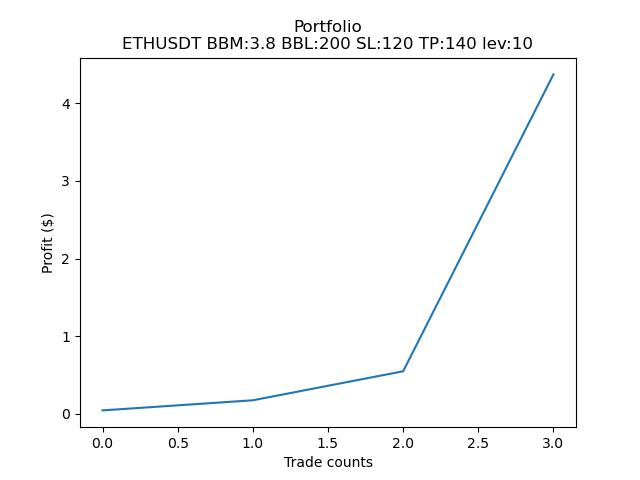 Portfolio
ETHUSDT BBM:3.8 BBL:200 SL:120 TP:140 lev:10
4
3
2
1
0
Profit ($)
0.0 0.5 1.0 1.5 2.0 2.5 3.0
Trade counts